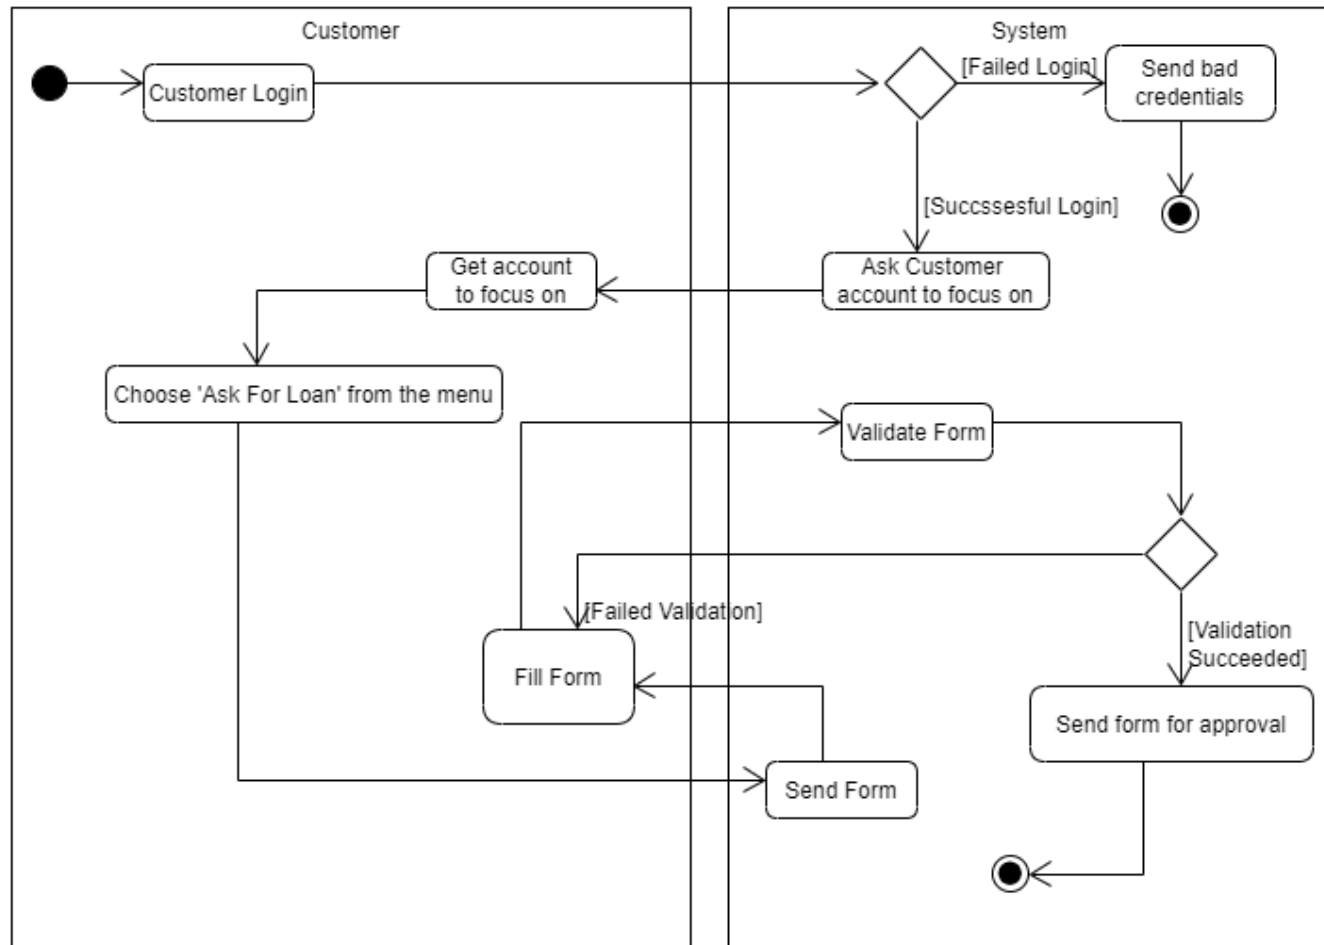 Customer
System
Customer Login
[Failed Login]
Send bad
credentials
[Succssesful Login]
Get account
to focus on
Ask Customer
account to focus on
Choose 'Ask For Loan' from the menu
Validate Form
[Failed Validation]
[Validation
Succeeded]
Fill Form
Send form for approval
Send Form